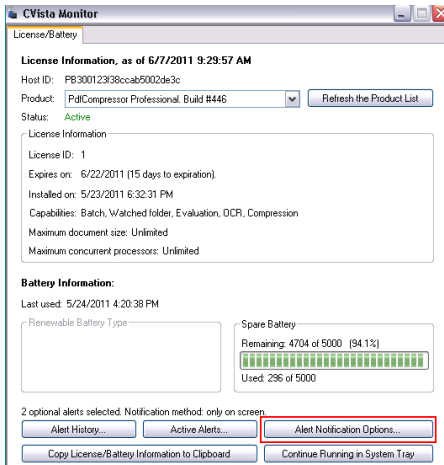 CVista Monitor
License/Battery
License Information, as of 6/7/2011 9:29:57 AM
Host ID: PB300123f38ccab5002de3c
Product: PdfCompressor Professional. Build #446 Refresh the Product List
Status: Active
License Information
License ID: 1
Expires on: 6/22/2011 (15 days to expiration).
Installed on: 5/23/2011 6:32:31 PM
Capabilities: Batch, Watched folder, Evaluation, OCR, Compression
Maximum document size: Unlimited
Maximum concurrent processors: Unlimited
Battery Information:
Last used: 5/24/2011 4:20:38 PM
Renewable Battery Type
Spare Battery
Remaining: 4704 of 5000 (94.1%)
Used: 296 of 5000
2 optional alerts selected. Notification method: only on screen.
Alert History... Active Alerts... Alert Notification Options...
Copy License/Battery Information to Clipboard Continue Running in System Tray